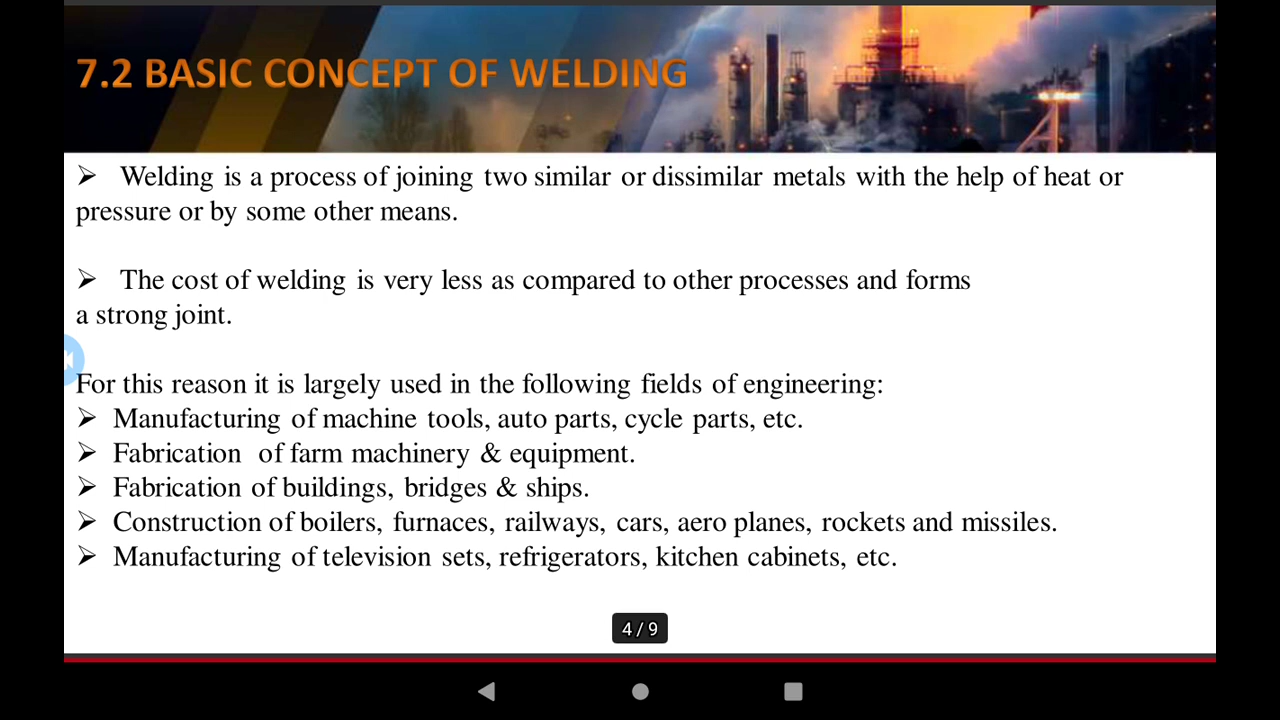 7.2 BASIC CONCEPT OF WELDING
➢ Welding is a process of joining two similar or dissimilar metals with the help of heat or
pressure or by some other means.
➢ The cost of welding is very less as compared to other processes and forms
a strong joint.
For this reason it is largely used in the following fields of engineering:
➢ Manufacturing of machine tools, auto parts, cycle parts, etc.
➢ Fabrication of farm machinery & equipment.
➢ Fabrication of buildings, bridges & ships.
➢ Construction of boilers, furnaces, railways, cars, aero planes, rockets and missiles.
➢ Manufacturing of television sets, refrigerators, kitchen cabinets, etc.
4 / 9